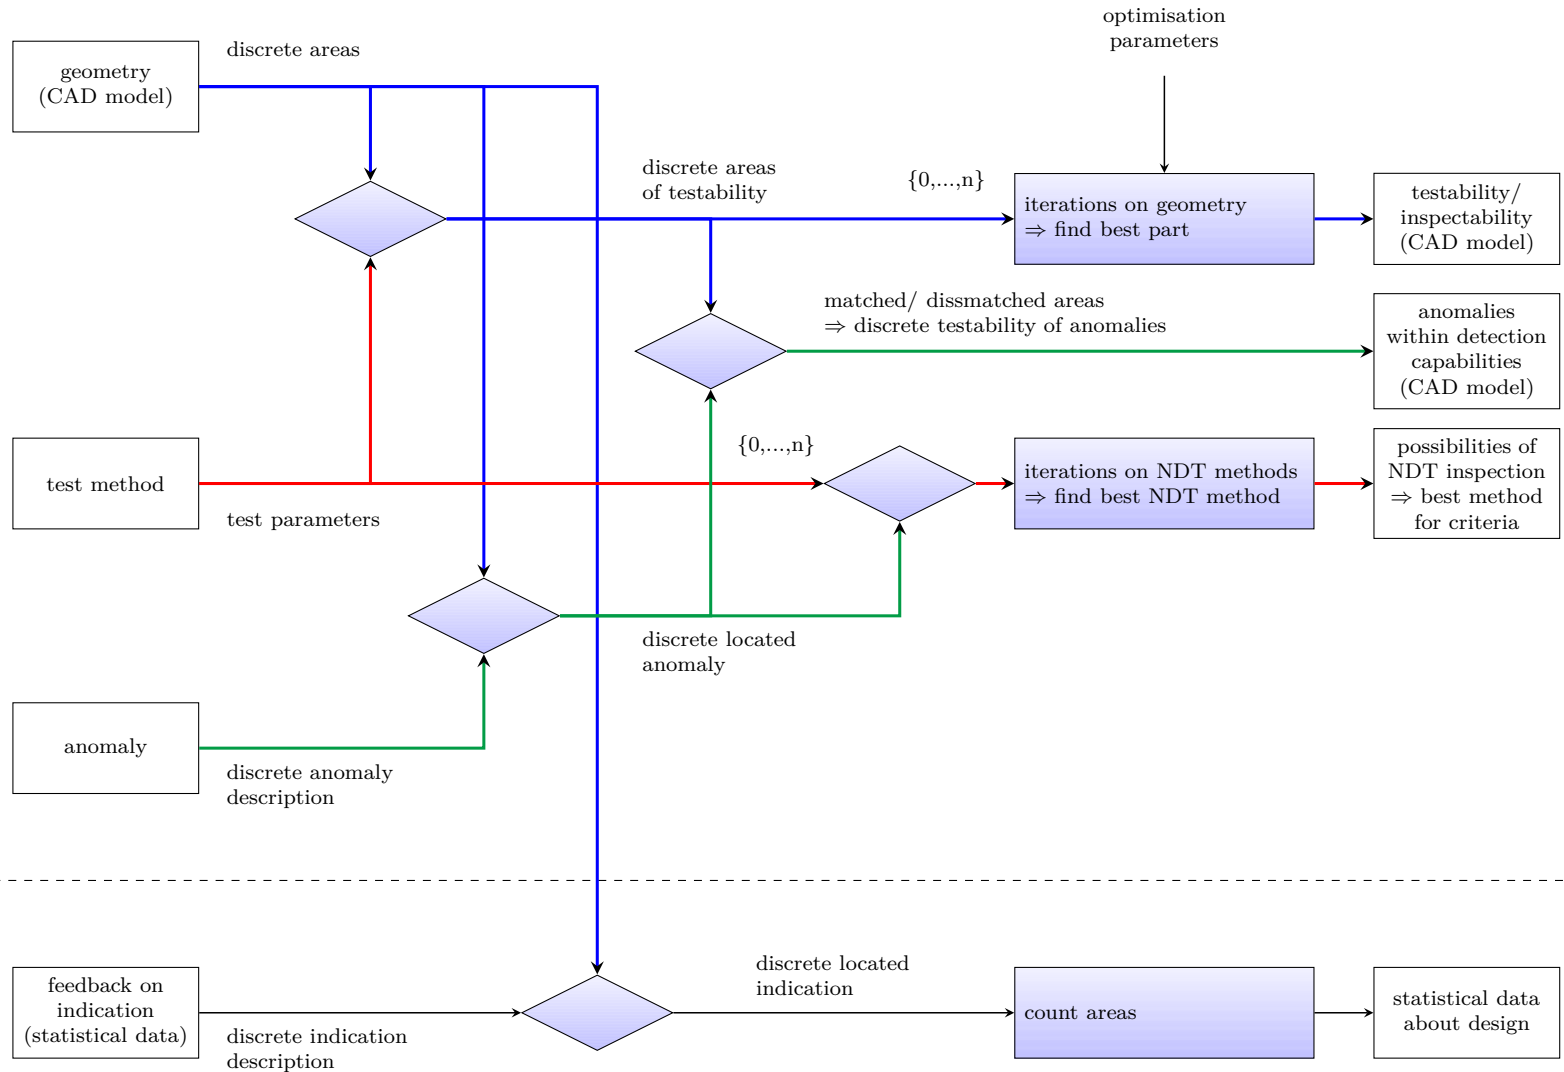 optimisation
parameters
discrete areas
geometry
(CAD model)
discrete areas
of testability
{0,...,n}
iterations on geometry
⇒ find best part
testability/
inspectability
(CAD model)
matched/ dissmatched areas
⇒ discrete testability of anomalies
anomalies
within detection
capabilities
(CAD model)
{0,...,n}
test method
test parameters
iterations on NDT methods
⇒ find best NDT method
possibilities of
NDT inspection
⇒ best method
for criteria
discrete located
anomaly
anomaly
discrete anomaly
description
feedback on
indication
(statistical data)
discrete indication
description
discrete located
indication
count areas
statistical data
about design